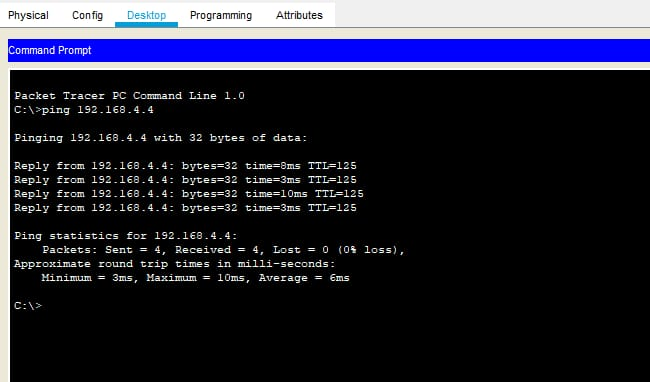 Physical Config Desktop Programming Attributes
Command Prompt
Packet Tracer PC Command Line 1.0
C:\>ping 192.168.4.4
Pinging 192.168.4.4 with 32 bytes of data:
Reply from 192.168.4.4: bytes=32 time=8ms TTL=125
Reply from 192.168.4.4: bytes=32 time=3ms TTL=125
Reply from 192.168.4.4: bytes=32 time=10ms TTL=125
Reply from 192.168.4.4: bytes=32 time=3ms TTL=125
Ping statistics for 192.168.4.4:
Packets: Sent = 4, Received = 4, Lost = 0 (0% loss),
Approximate round trip times in milli-seconds:
Minimum = 3ms, Maximum = 10ms, Average = 6ms
C:\>